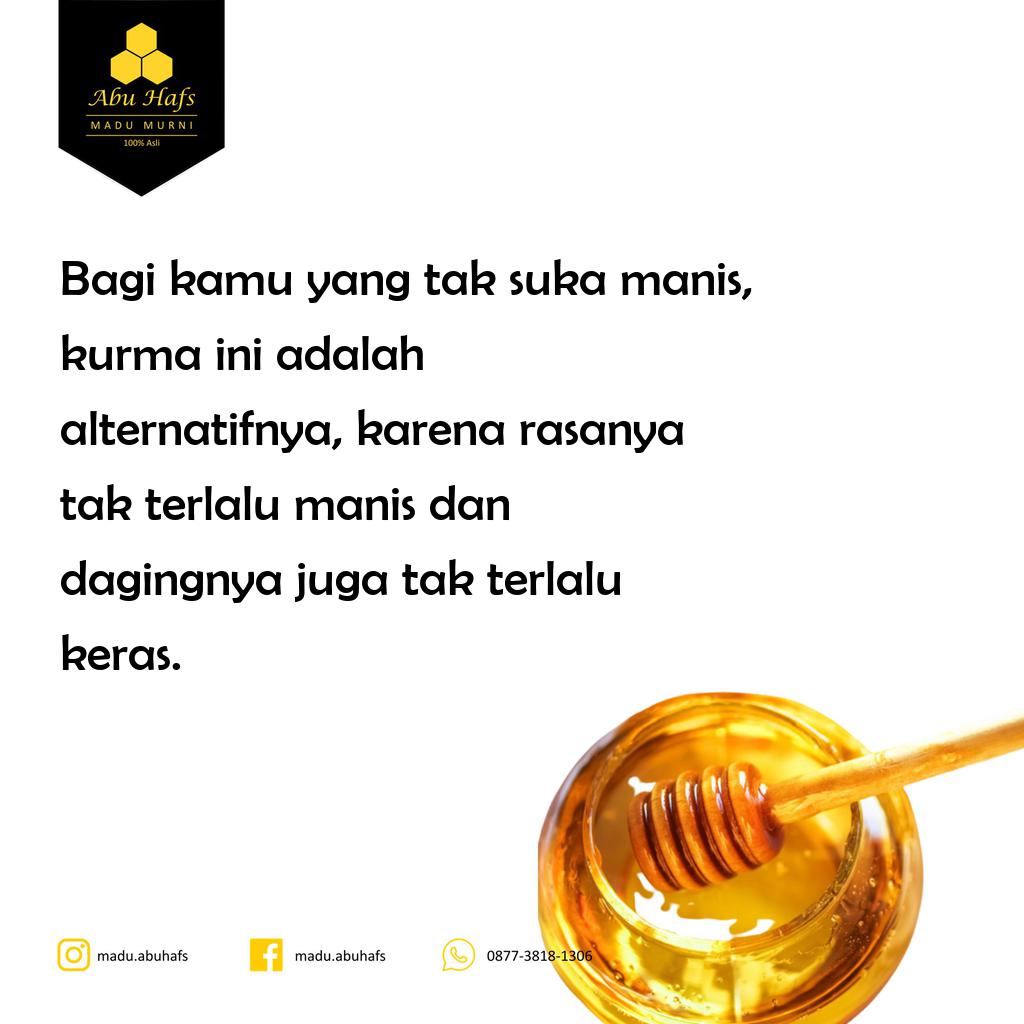 Abu Hafs
MADU MURNI
100% Asli
Bagi kamu yang tak suka manis,
kurma ini adalah
alternatifnya, karena rasanya
tak terlalu manis dan
dagingnya juga tak terlalu
keras.
madu.abuhafs madu.abuhafs 0877-3818-1306